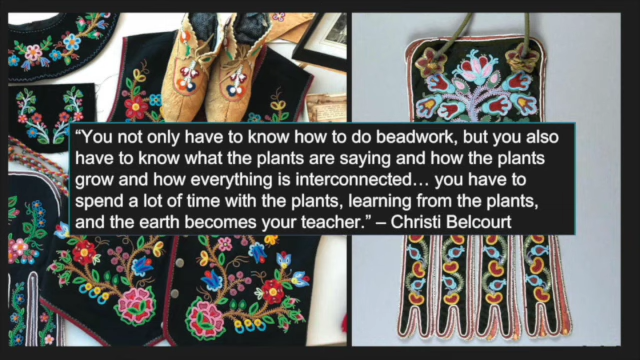 “You not only have to know how to do beadwork, but you also
have to know what the plants are saying and how the plants
grow and how everything is interconnected… you have to
spend a lot of time with the plants, learning from the plants,
and the earth becomes your teacher.” – Christi Belcourt